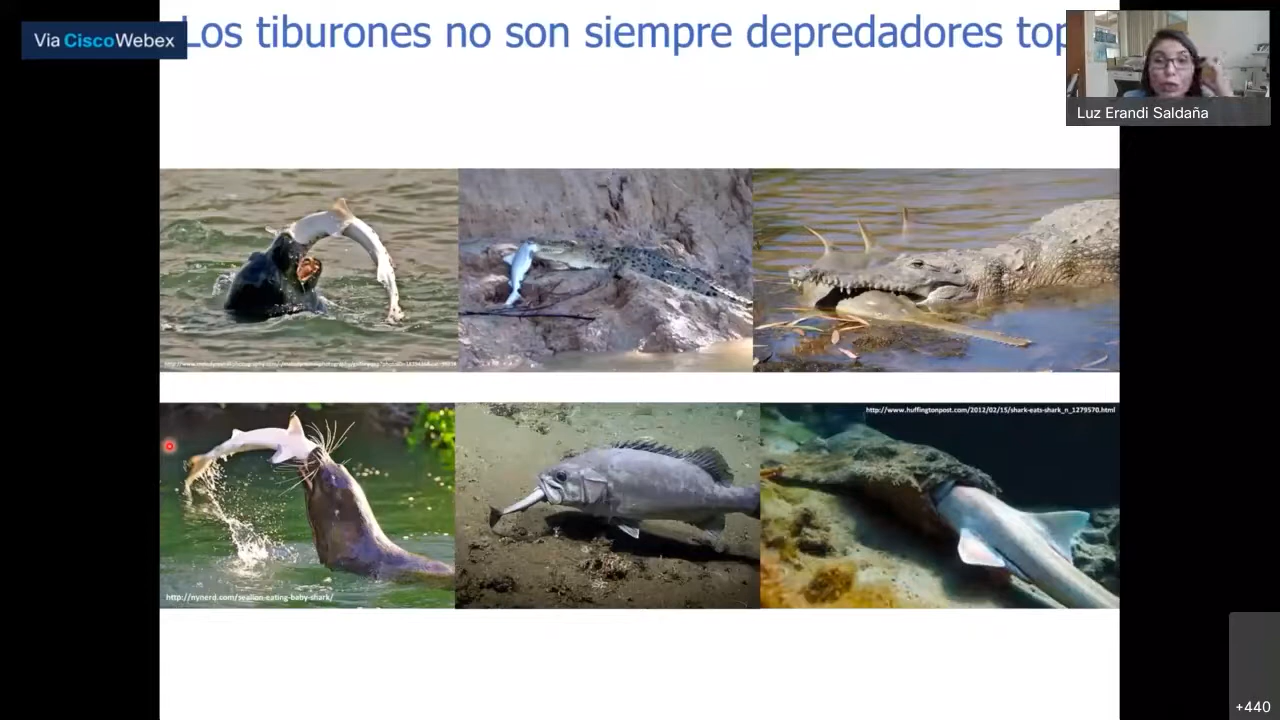 Via CiscoWebex
Los tiburones no son siempre depredadores top
Luz Erandi Saldaña
http://www.huffingtonpost.com/2012/02/15/shark-eats-shark_n_1279570.html
http://nynerd.com/sealion-eating-baby-shark/
+440